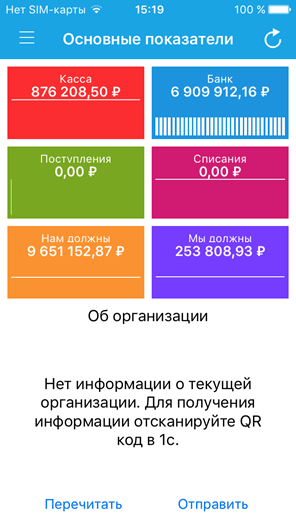 Нет SIM-карты 15:19 100 %
Основные показатели
Касса
876 208,50 ₽
Банк
6 909 912,16 ₽
Поступления
0,00 ₽
Списания
0,00 ₽
Нам должны
9 651 152,87 ₽
Мы должны
253 808,93 ₽
Об организации
Нет информации о текущей
организации. Для получения
информации отсканируйте QR
код в 1с.
Перечитать Отправить